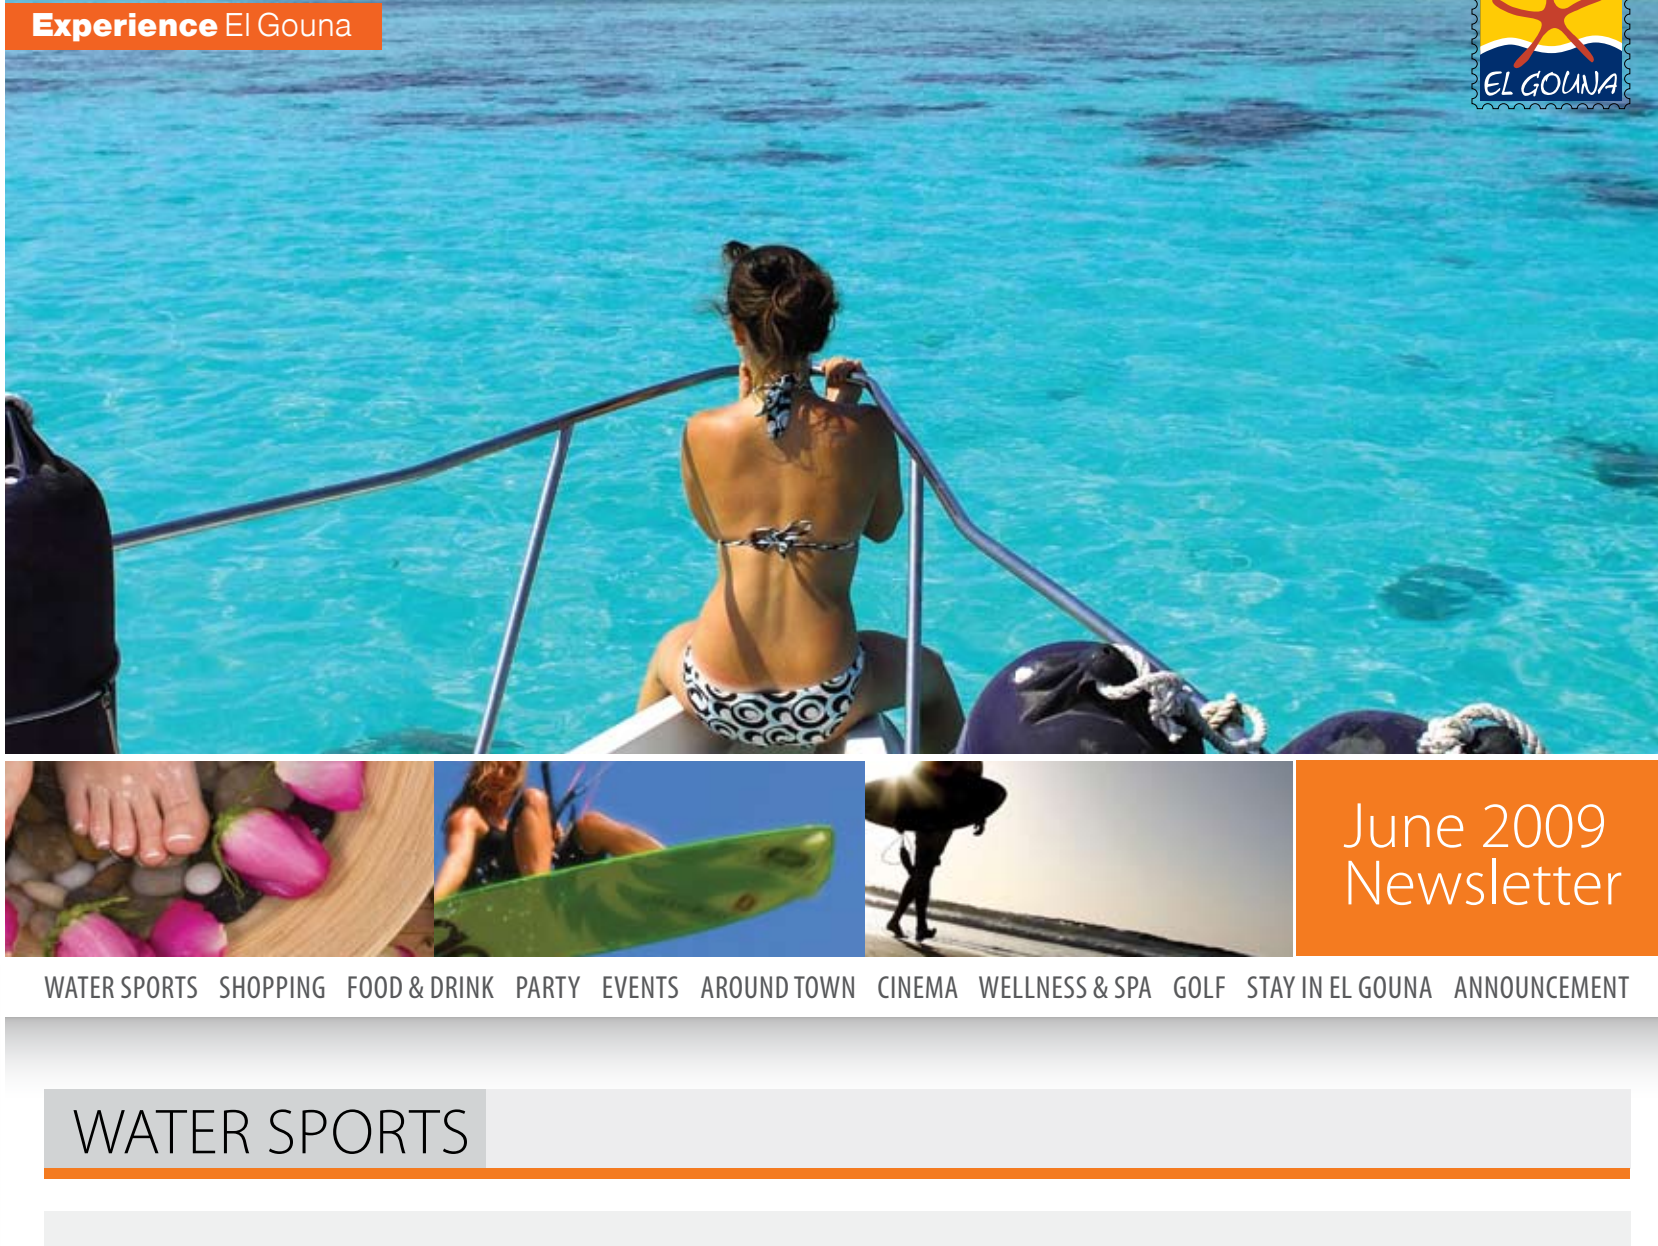 Experience El Gouna
EL GOUNA
June 2009
Newsletter
WATER SPORTS SHOPPING FOOD & DRINK PARTY EVENTS AROUND TOWN CINEMA WELLNESS & SPA GOLF STAY IN EL GOUNA ANNOUNCEMENT
WATER SPORTS